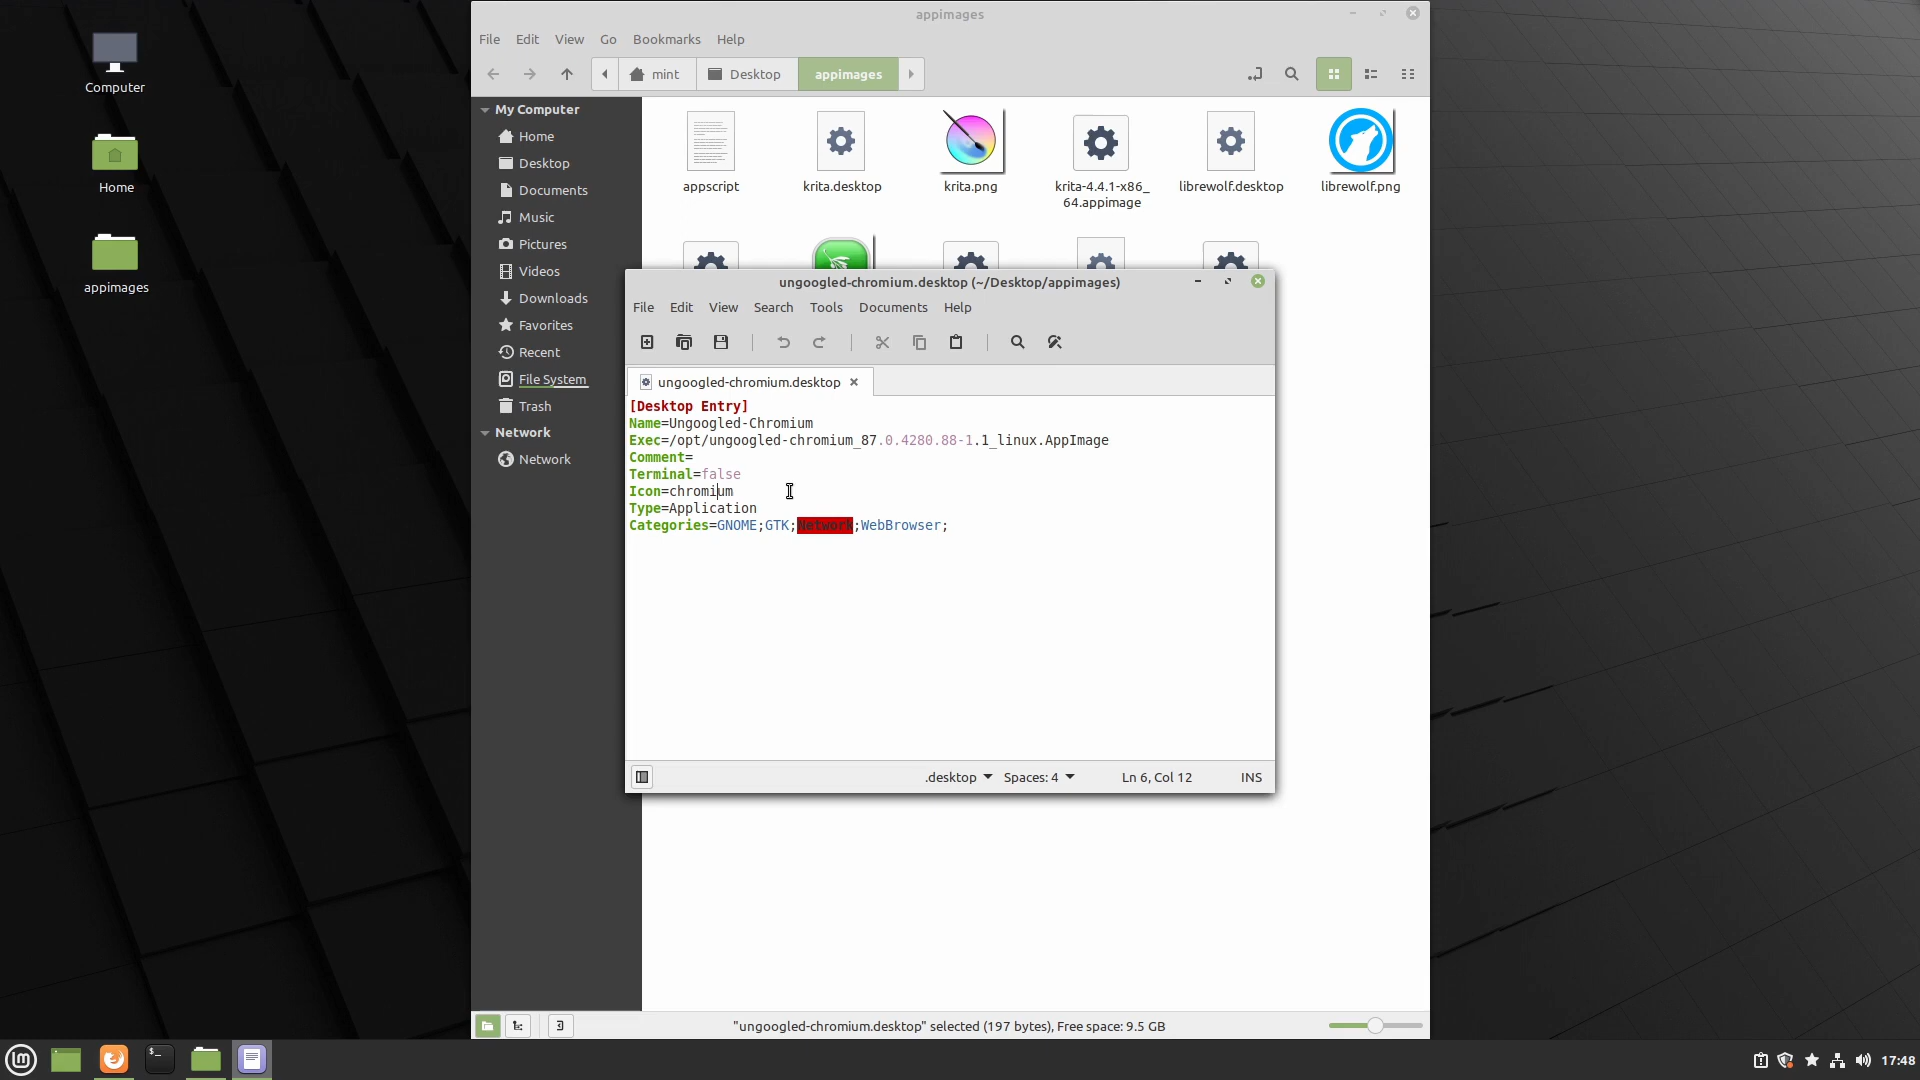 Computer
Home
appimages
appimages
File Edit View Go Bookmarks Help
mint Desktop appimages
My Computer
Home
Desktop
Documents
Music
Pictures
Videos
Downloads
Favorites
Recent
File System
Trash
Network
Network
appscript
krita.desktop
krita.png
krita-4.4.1-x86_
64.appimage
librewolf.desktop
librewolf.png
ungoogled-chromium.desktop (~/Desktop/appimages)
File Edit View Search Tools Documents Help
ungoogled-chromium.desktop
[Desktop Entry]
Name=Ungoogled-Chromium
Exec=/opt/ungoogled-chromium_87.0.4280.88-1.1_linux.AppImage
Comment=
Terminal=false
Icon=chromium
Type=Application
Categories=GNOME;GTK;Network;WebBrowser;
.desktop Spaces: 4 Ln 6, Col 12 INS
"ungoogled-chromium.desktop" selected (197 bytes), Free space: 9.5 GB
17:48